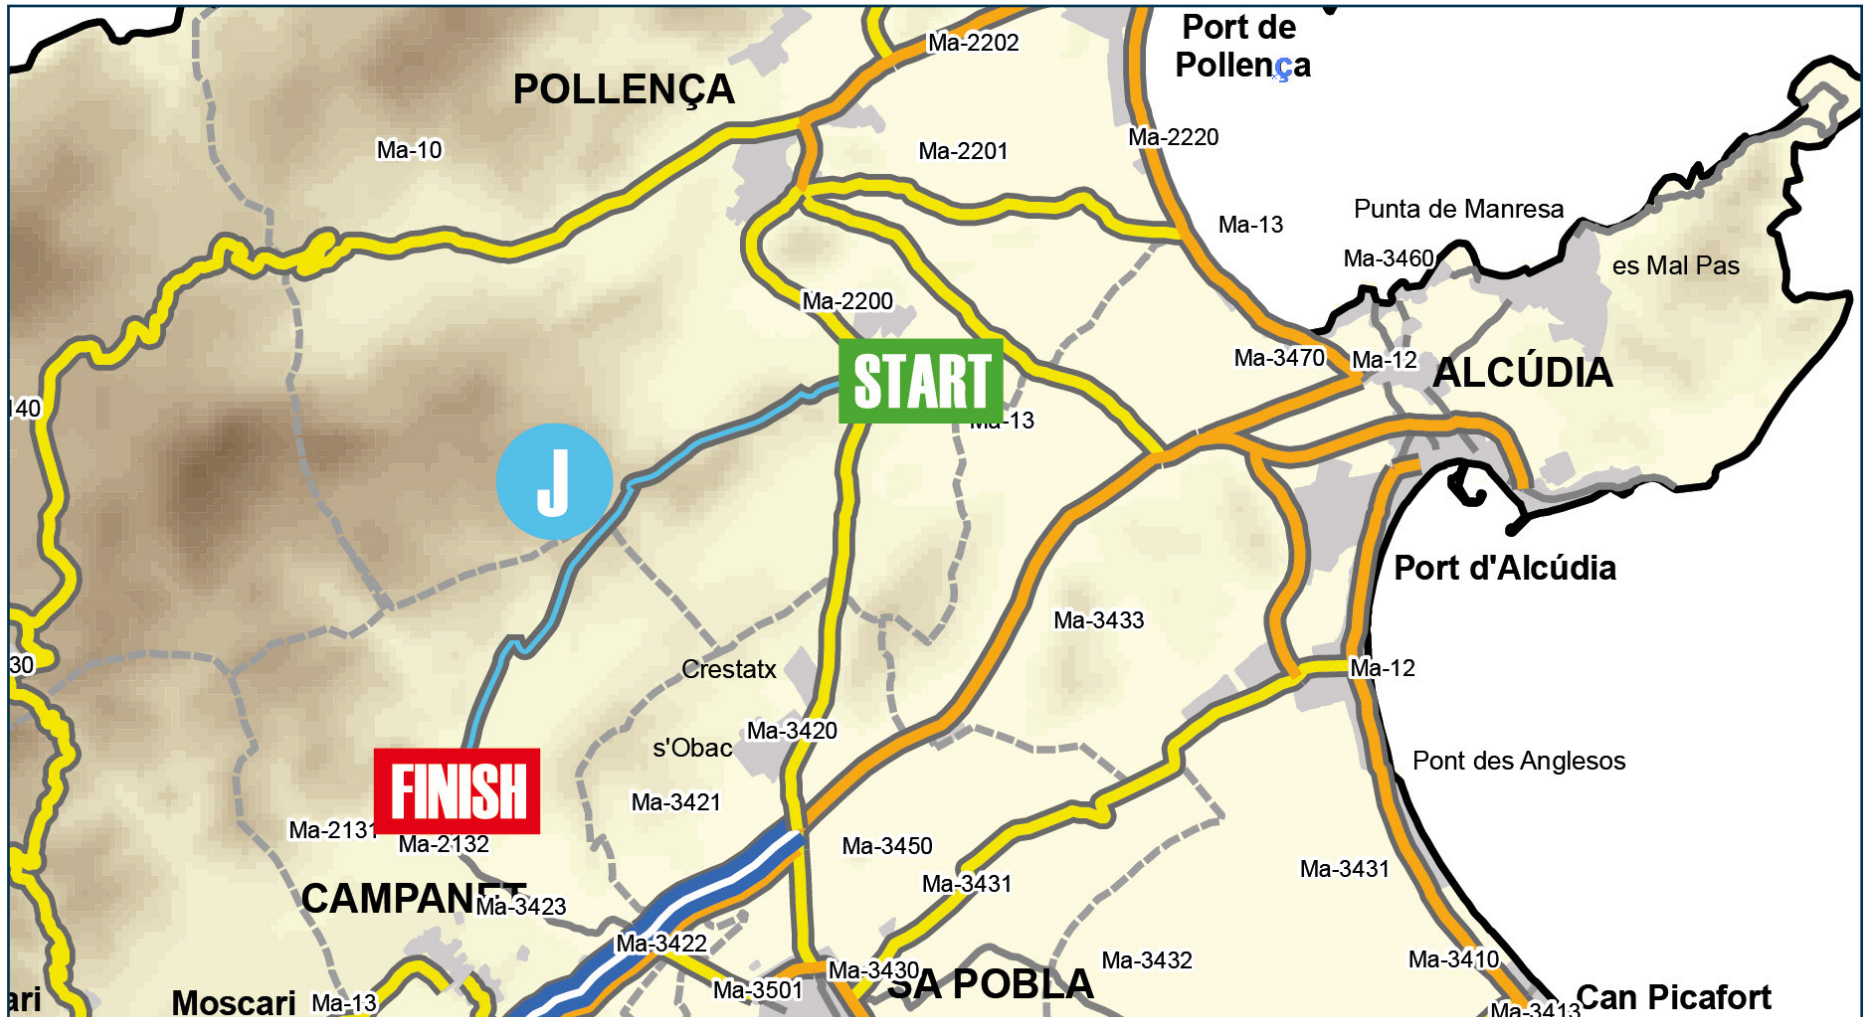 Port de
Pollença
Ma-2202
POLLENÇA
Ma-10
Ma-2201
Ma-2220
Punta de Manresa
Ma-13
Ma-3460
es Mal Pas
Ma-2200
Ma-3470
Ma-12
ALCÚDIA
START
140
Ma-13
J
Port d'Alcúdia
Ma-3433
30
Crestatx
Ma-12
Ma-3420
s'Obac
Pont des Anglesos
FINISH
Ma-3421
Ma-2131
Ma-2132
Ma-3450
Ma-3431
Ma-3431
CAMPANET
Ma-3423
Ma-3422
Ma-3432
Ma-3410
Ma-3430
SA POBLA
Ma-3501
ari
Moscari
Ma-13
Can Picafort
Ma-3413